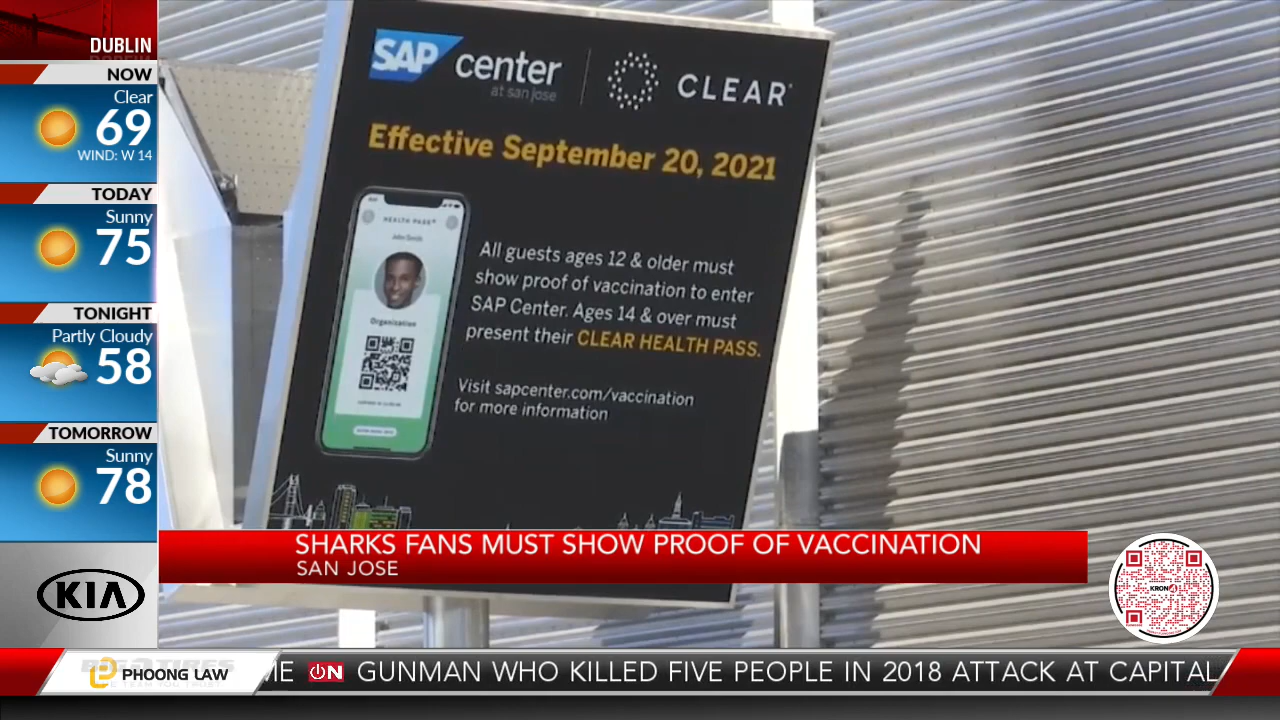 DUBLIN
NOW
Clear
69
WIND: W 14
TODAY
Sunny
75
TONIGHT
Partly Cloudy
58
TOMORROW
Sunny
78
KIA
SAP center
at san jose
CLEAR
Effective September 20, 2021
HEALTH PASS
John Smith
Organization
All guests ages 12 & older must
show proof of vaccination to enter
SAP Center. Ages 14 & over must
present their CLEAR HEALTH PASS.
Visit sapcenter.com/vaccination
for more information
SHARKS FANS MUST SHOW PROOF OF VACCINATION
SAN JOSE
KRON4
PHOONG LAW
ME ON GUNMAN WHO KILLED FIVE PEOPLE IN 2018 ATTACK AT CAPITAL